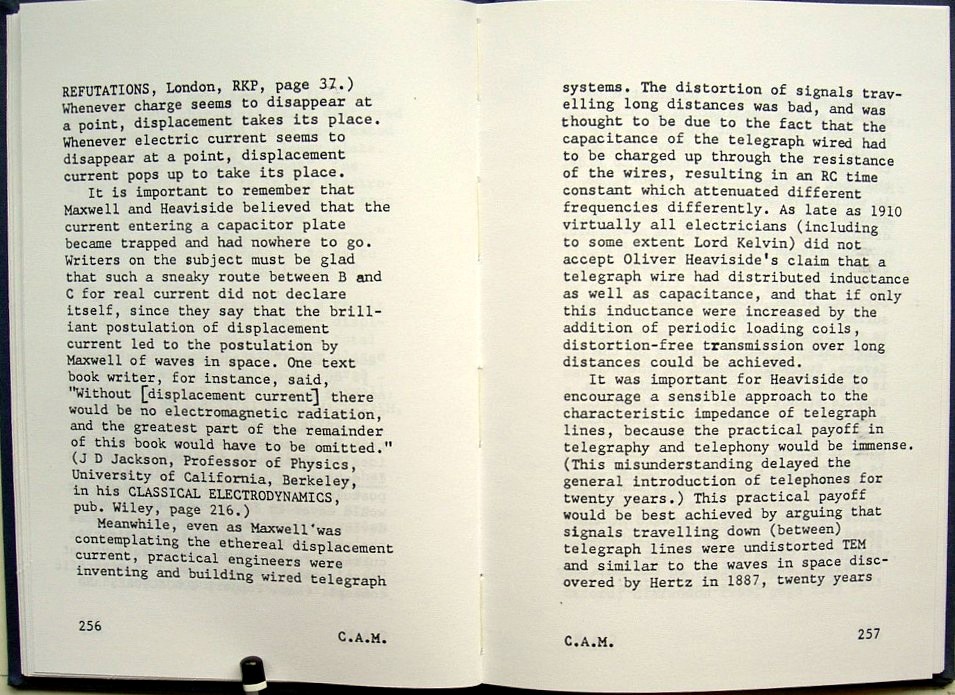 REFUTATIONS, London, RKP, page 37.)
Whenever charge seems to disappear at
a point, displacement takes its place.
Whenever electric current seems to
disappear at a point, displacement
current pops up to take its place.
It is important to remember that
Maxwell and Heaviside believed that the
current entering a capacitor plate
became trapped and had nowhere to go.
Writers on the subject must be glad
that such a sneaky route between B and
C for real current did not declare
itself, since they say that the brill-
iant postulation of displacement
current led to the postulation by
Maxwell of waves in space. One text
book writer, for instance, said,
"Without [displacement current] there
would be no electromagnetic radiation,
and the greatest part of the remainder
of this book would have to be omitted."
(J D Jackson, Professor of Physics,
University of California, Berkeley,
in his CLASSICAL ELECTRODYNAMICS,
pub. Wiley, page 216.)
Meanwhile, even as Maxwell was
contemplating the ethereal displacement
current, practical engineers were
inventing and building wired telegraph
256
C.A.M.
systems. The distortion of signals trav-
elling long distances was bad, and was
thought to be due to the fact that the
capacitance of the telegraph wired had
to be charged up through the resistance
of the wires, resulting in an RC time
constant which attenuated different
frequencies differently. As late as 1910
virtually all electricians (including
to some extent Lord Kelvin) did not
accept Oliver Heaviside's claim that a
telegraph wire had distributed inductance
as well as capacitance, and that if only
this inductance were increased by the
addition of periodic loading coils,
distortion-free transmission over long
distances could be achieved.
It was important for Heaviside to
encourage a sensible approach to the
characteristic impedance of telegraph
lines, because the practical payoff in
telegraphy and telephony would be immense.
(This misunderstanding delayed the
general introduction of telephones for
twenty years.) This practical payoff
would be best achieved by arguing that
signals travelling down (between)
telegraph lines were undistorted TEM
and similar to the waves in space disc-
overed by Hertz in 1887, twenty years
C.A.M.
257